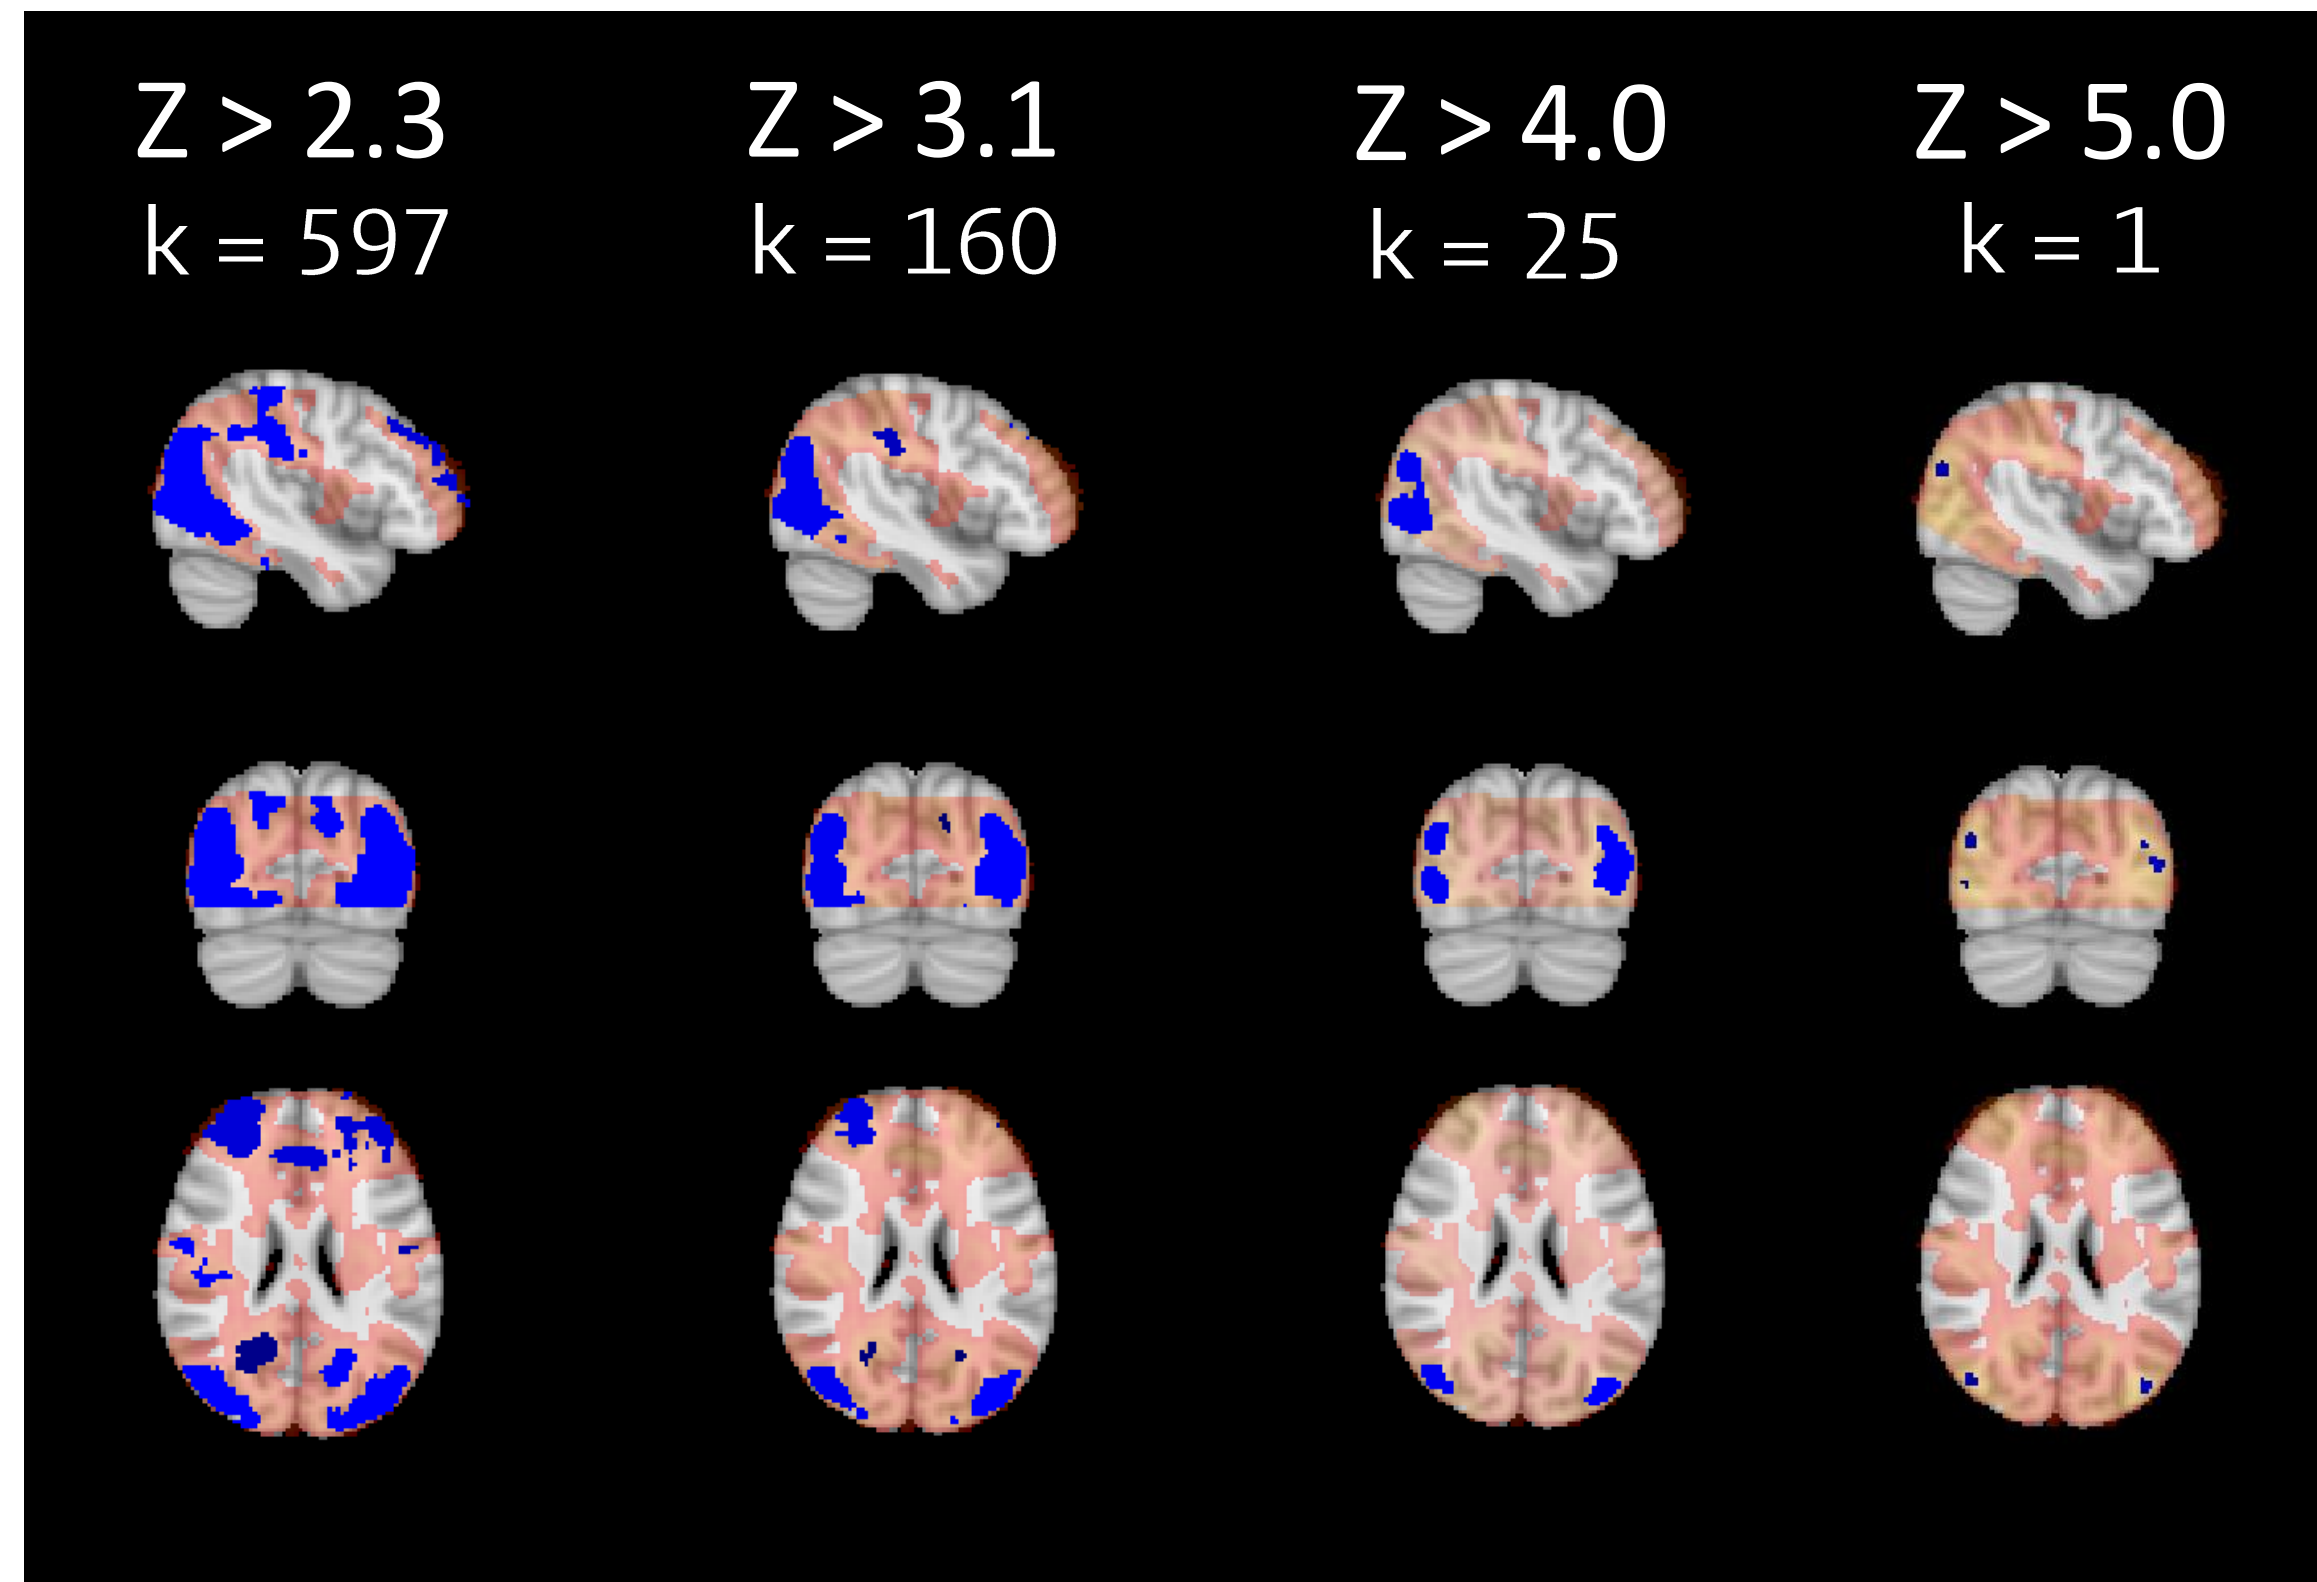 Z > 2.3
k = 597
Z > 3.1
k = 160
Z > 4.0
k = 25
Z > 5.0
k = 1